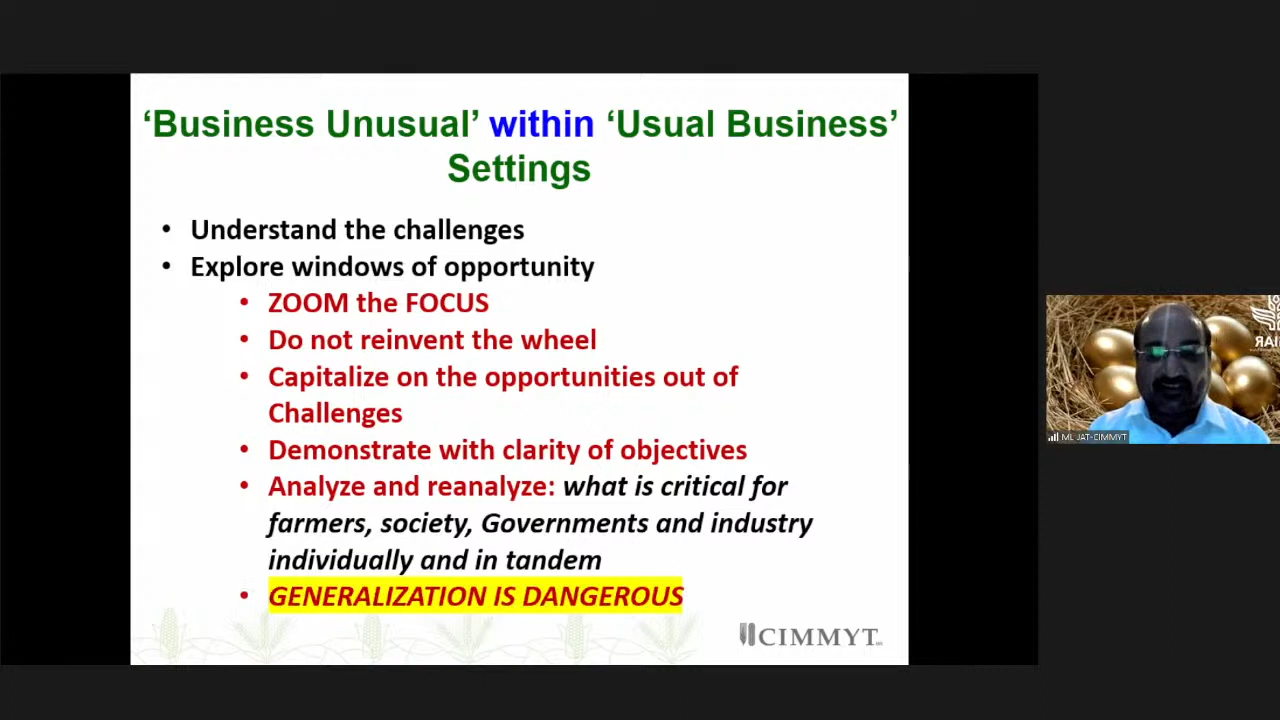 ‘Business Unusual’ within ‘Usual Business’
Settings
• Understand the challenges
• Explore windows of opportunity
• ZOOM the FOCUS
• Do not reinvent the wheel
• Capitalize on the opportunities out of
Challenges
• Demonstrate with clarity of objectives
• Analyze and reanalyze: what is critical for
farmers, society, Governments and industry
individually and in tandem
• GENERALIZATION IS DANGEROUS
CIMMYT
ML JAT-CIMMYT